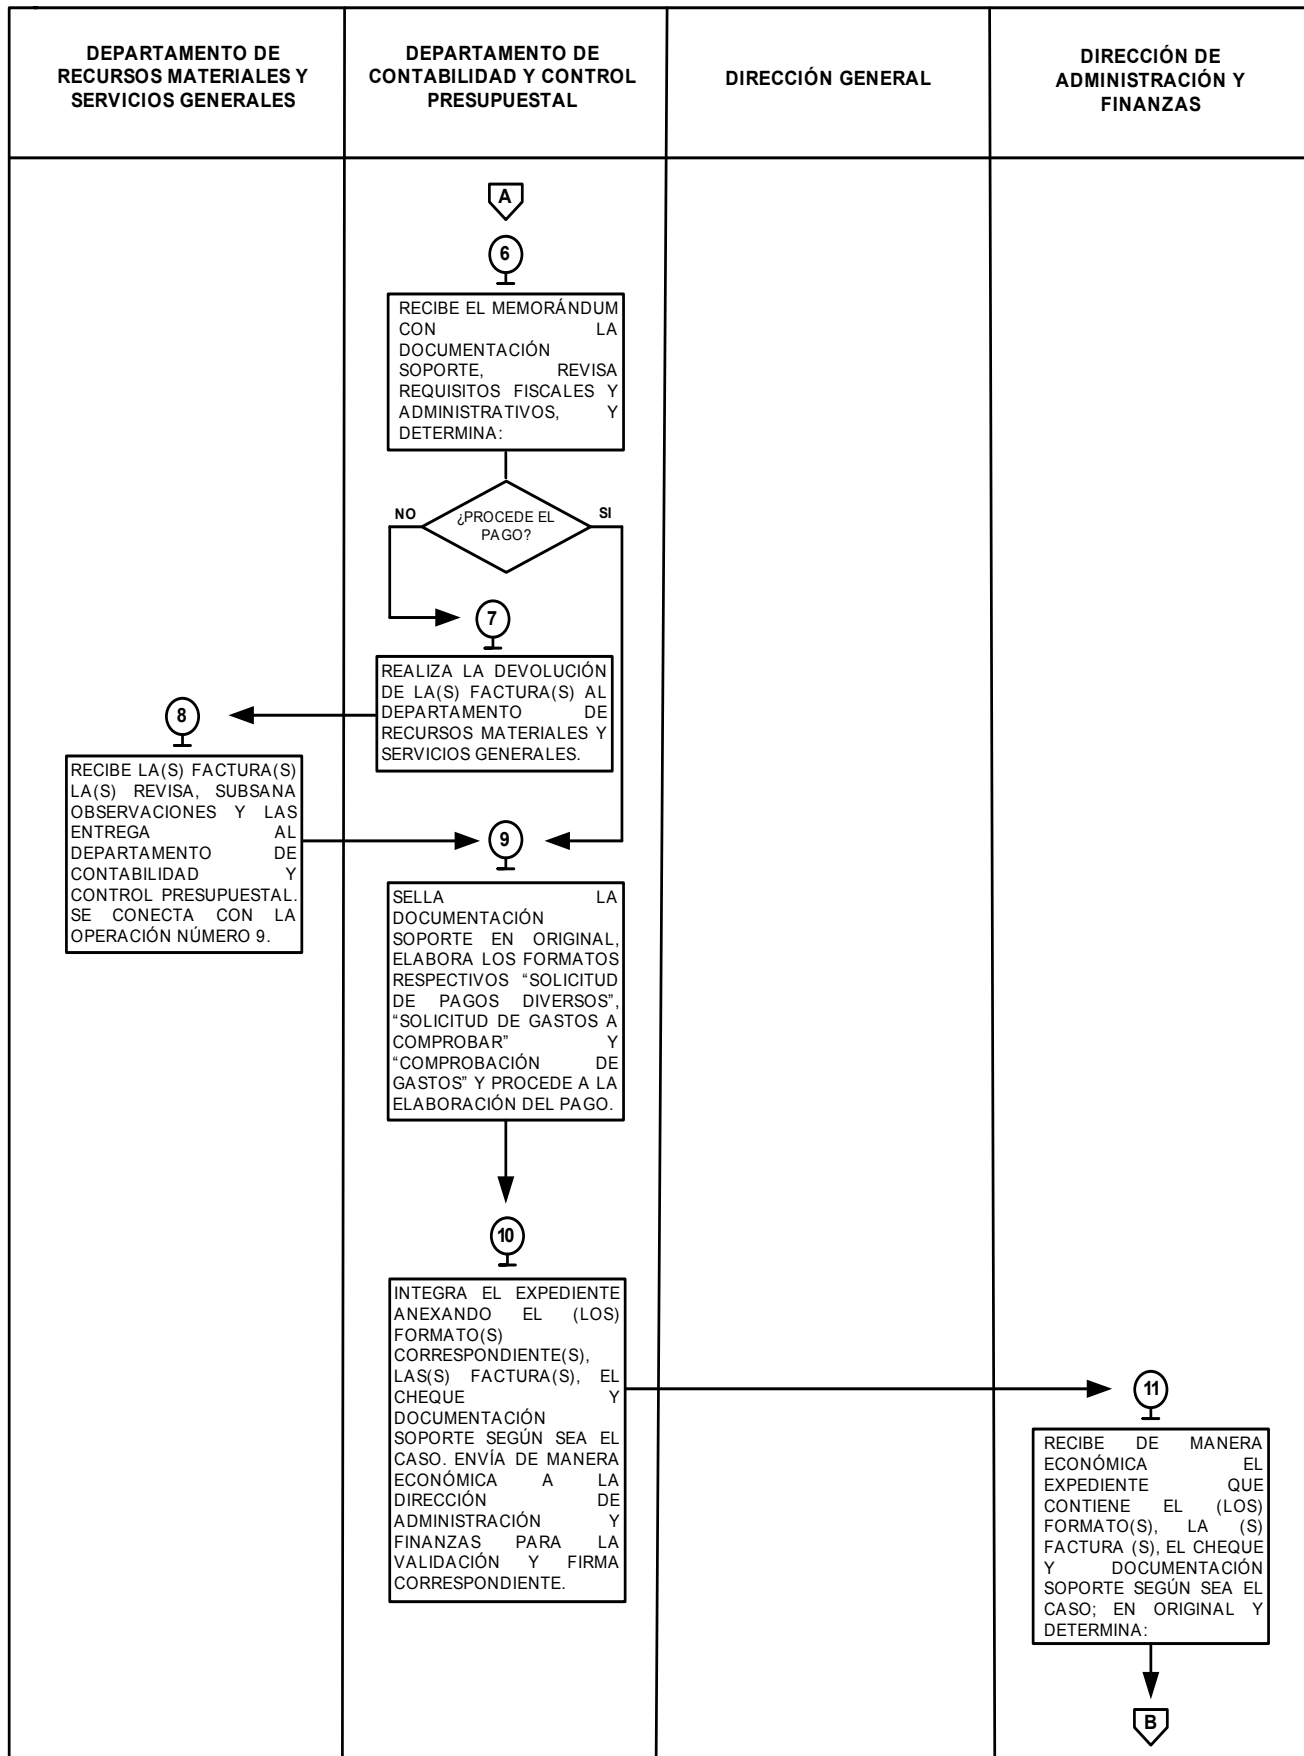 DEPARTAMENTO DE
RECURSOS MATERIALES Y
SERVICIOS GENERALES
DEPARTAMENTO DE
CONTABILIDAD Y CONTROL
PRESUPUESTAL
DIRECCIÓN GENERAL
DIRECCIÓN DE
ADMINISTRACIÓN Y
FINANZAS
A
6
RECIBE EL MEMORÁNDUM
CON LA
DOCUMENTACIÓN
SOPORTE, REVISA
REQUISITOS FISCALES Y
ADMINISTRATIVOS, Y
DETERMINA:
NO
¿PROCEDE EL
PAGO?
SI
7
REALIZA LA DEVOLUCIÓN
DE LA(S) FACTURA(S) AL
DEPARTAMENTO DE
RECURSOS MATERIALES Y
SERVICIOS GENERALES.
8
RECIBE LA(S) FACTURA(S)
LA(S) REVISA, SUBSANA
OBSERVACIONES Y LAS
ENTREGA AL
DEPARTAMENTO DE
CONTABILIDAD Y
CONTROL PRESUPUESTAL.
SE CONECTA CON LA
OPERACIÓN NÚMERO 9.
9
SELLA LA
DOCUMENTACIÓN
SOPORTE EN ORIGINAL,
ELABORA LOS FORMATOS
RESPECTIVOS “SOLICITUD
DE PAGOS DIVERSOS”,
“SOLICITUD DE GASTOS A
COMPROBAR” Y
“COMPROBACIÓN DE
GASTOS” Y PROCEDE A LA
ELABORACIÓN DEL PAGO.
10
INTEGRA EL EXPEDIENTE
ANEXANDO EL (LOS)
FORMATO(S)
CORRESPONDIENTE(S),
LAS(S) FACTURA(S), EL
CHEQUE Y
DOCUMENTACIÓN
SOPORTE SEGÚN SEA EL
CASO. ENVÍA DE MANERA
ECONÓMICA A LA
DIRECCIÓN DE
ADMINISTRACIÓN Y
FINANZAS PARA LA
VALIDACIÓN Y FIRMA
CORRESPONDIENTE.
11
RECIBE DE MANERA
ECONÓMICA EL
EXPEDIENTE QUE
CONTIENE EL (LOS)
FORMATO(S), LA (S)
FACTURA (S), EL CHEQUE
Y DOCUMENTACIÓN
SOPORTE SEGÚN SEA EL
CASO; EN ORIGINAL Y
DETERMINA:
B